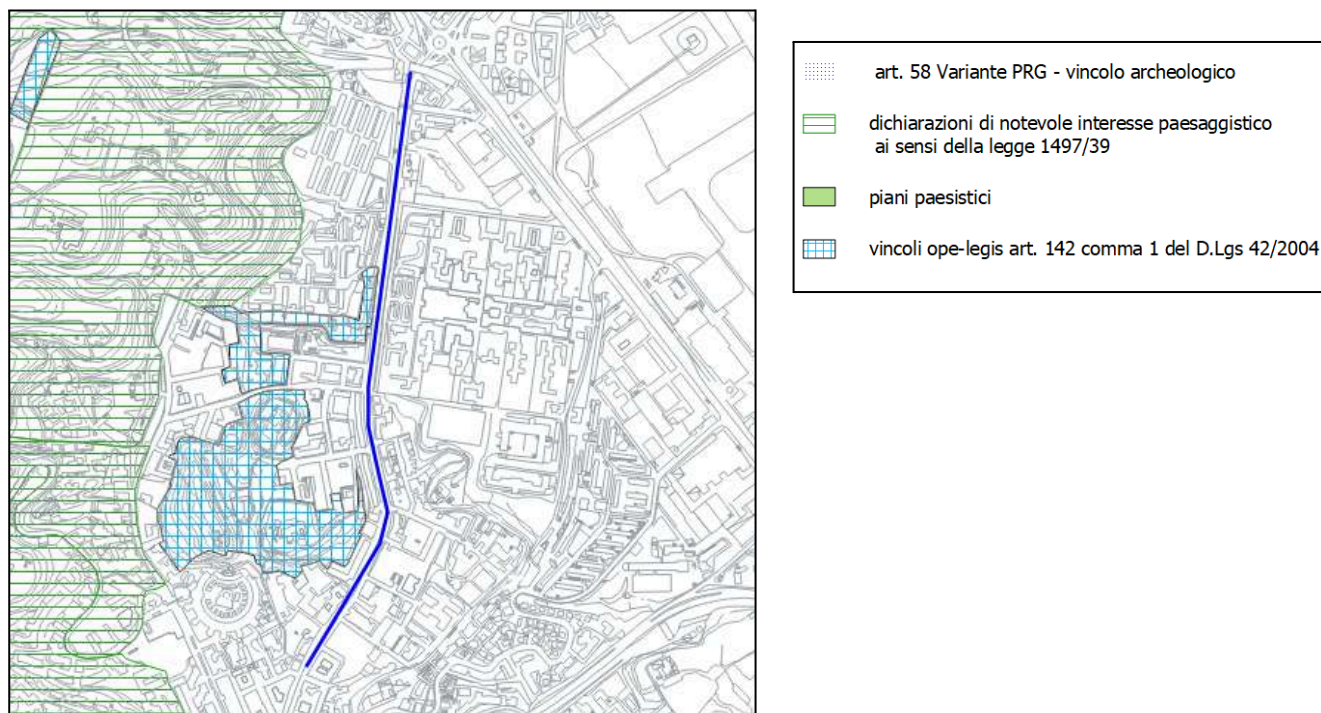 art. 58 Variante PRG - vincolo archeologico
dichiarazioni di notevole interesse paesaggistico
ai sensi della legge 1497/39
piani paesistici
vincoli ope-legis art. 142 comma 1 del D.Lgs 42/2004